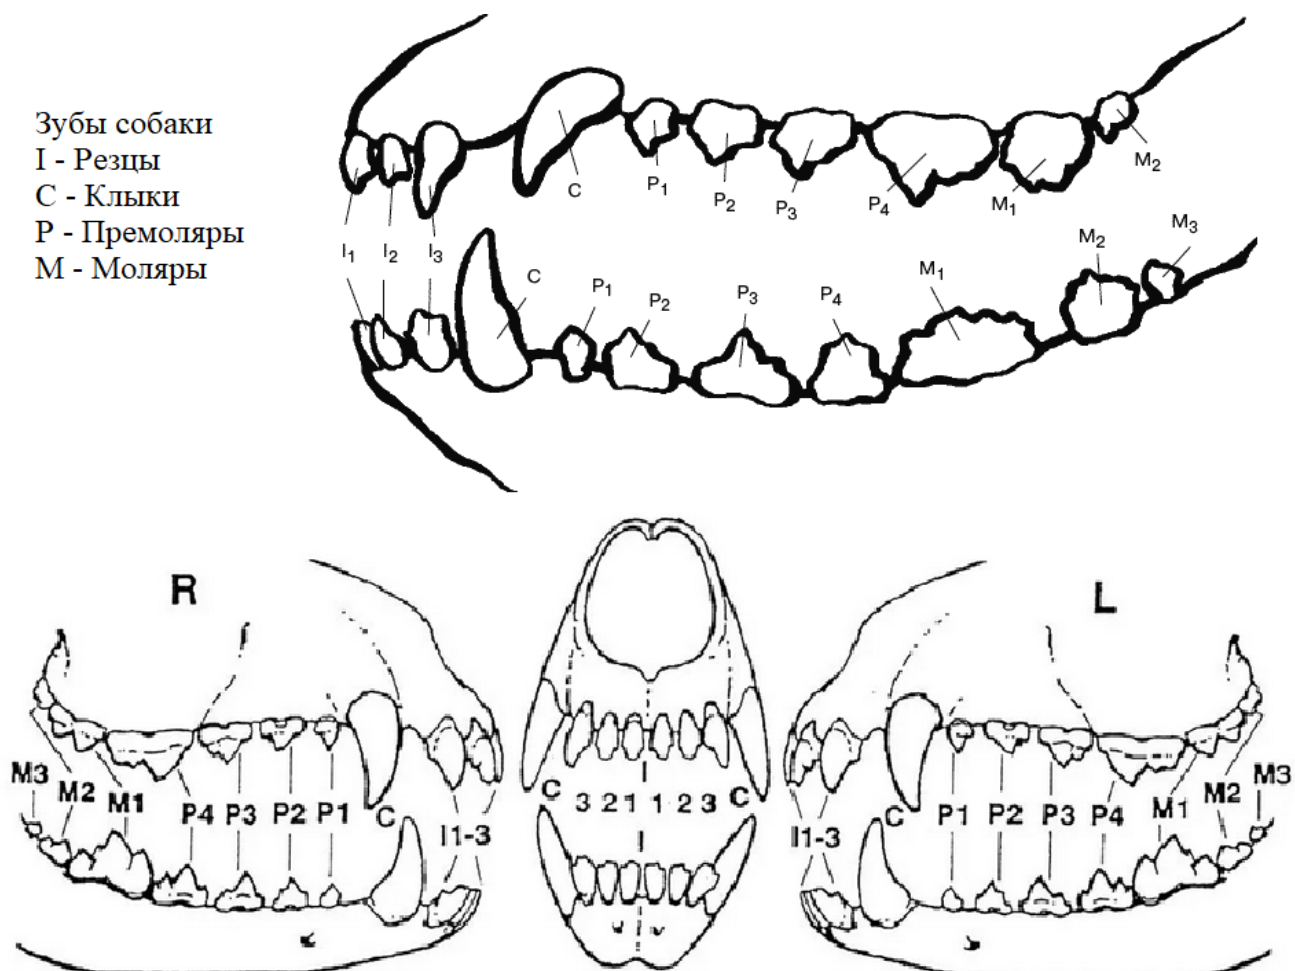 Зубы собаки
I - Резцы
С - Клыки
Р - Премоляры
М - Моляры
C P1 P2 P3 P4 M1 M2
I1 I2 I3
C P1 P2 P3 P4 M1 M2 M3
R
L
M3 M2 M1 P4 P3 P2 P1 C I1-3
C 3 2 1 1 2 3 C
I1-3 C P1 P2 P3 P4 M1 M2 M3